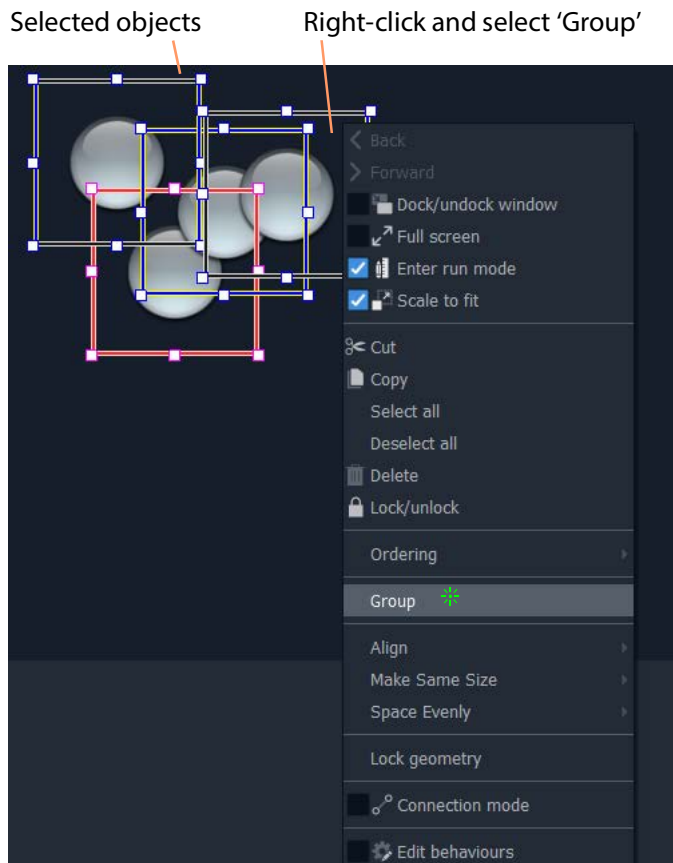 Selected objects
Right-click and select ‘Group’
Back
Forward
Dock/undock window
Full screen
Enter run mode
Scale to fit
Cut
Copy
Select all
Deselect all
Delete
Lock/unlock
Ordering
Group
Align
Make Same Size
Space Evenly
Lock geometry
Connection mode
Edit behaviours